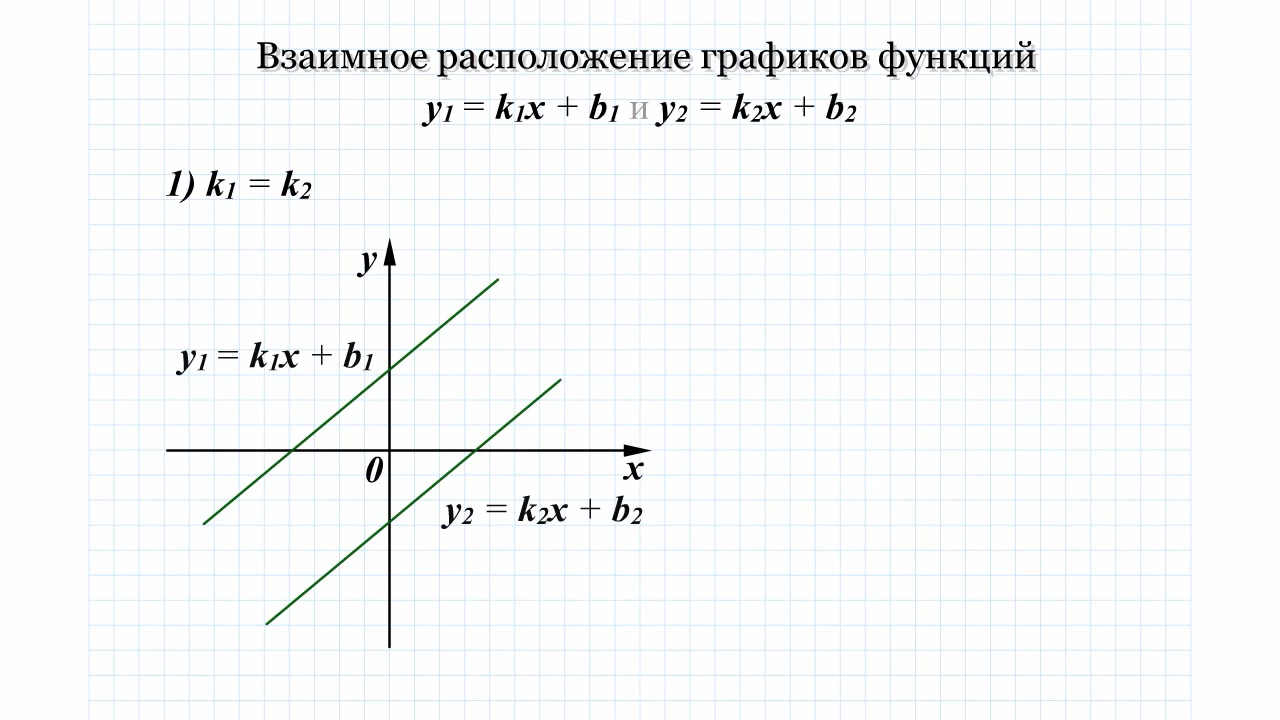 Взаимное расположение графиков функций
y₁ = k₁x + b₁ и y₂ = k₂x + b₂
1) k₁ = k₂
y
y₁ = k₁x + b₁
0
x
y₂ = k₂x + b₂